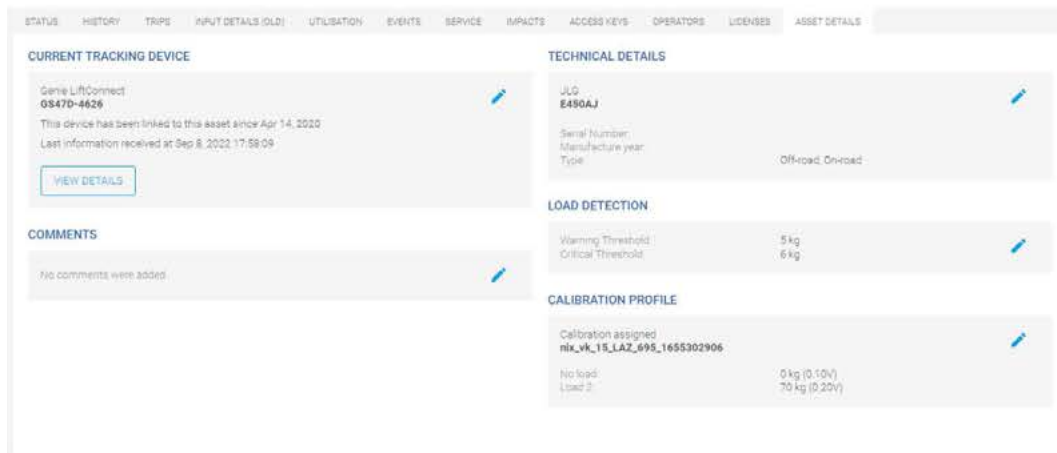 STATUS HISTORY TRIPS INPUT DETAILS (OLD) UTILISATION EVENTS SERVICE IMPACTS ACCESS KEYS OPERATORS LICENSES ASSET DETAILS
CURRENT TRACKING DEVICE
Genie LiftConnect
GS47D-4626
This device has been linked to this asset since Apr 14, 2020
Last information received at Sep 8, 2022 17:58:09
VIEW DETAILS
COMMENTS
No comments were added
TECHNICAL DETAILS
JLG
E450AJ
Serial Number
Manufacture year
Type Off-road, On-road
LOAD DETECTION
Warning Threshold 5 kg
Critical Threshold 6 kg
CALIBRATION PROFILE
Calibration assigned
nix_vk_15_LAZ_695_1655302906
No load: 0 kg (0.10V)
Load 2: 70 kg (0.20V)